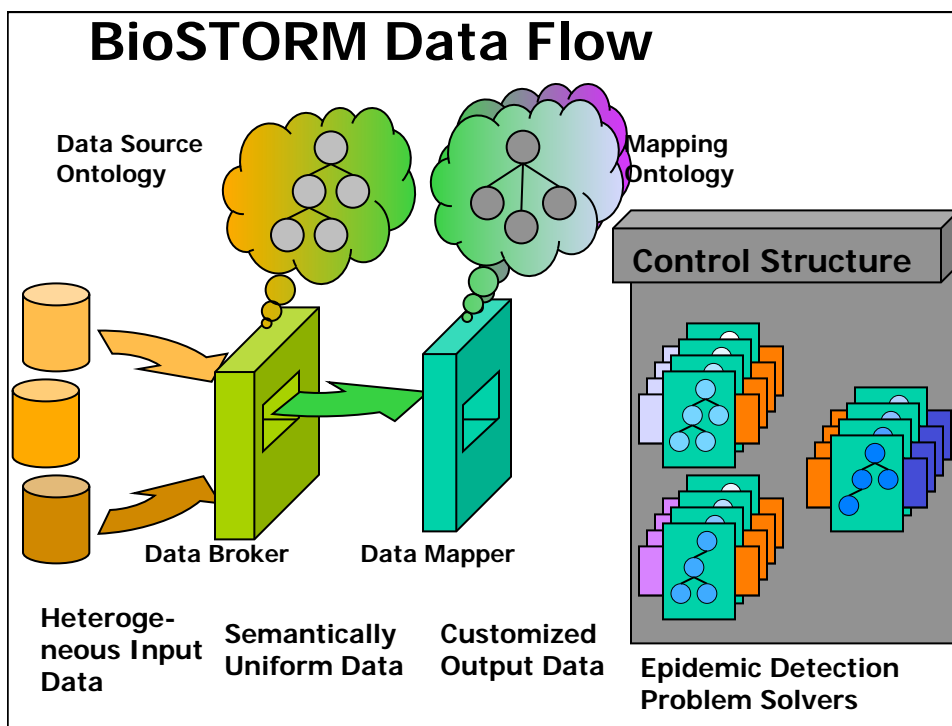 BioSTORM Data Flow
Data Source
Ontology
Mapping
Ontology
Control Structure
Data Broker
Data Mapper
Heteroge-
neous Input
Data
Semantically
Uniform Data
Customized
Output Data
Epidemic Detection
Problem Solvers